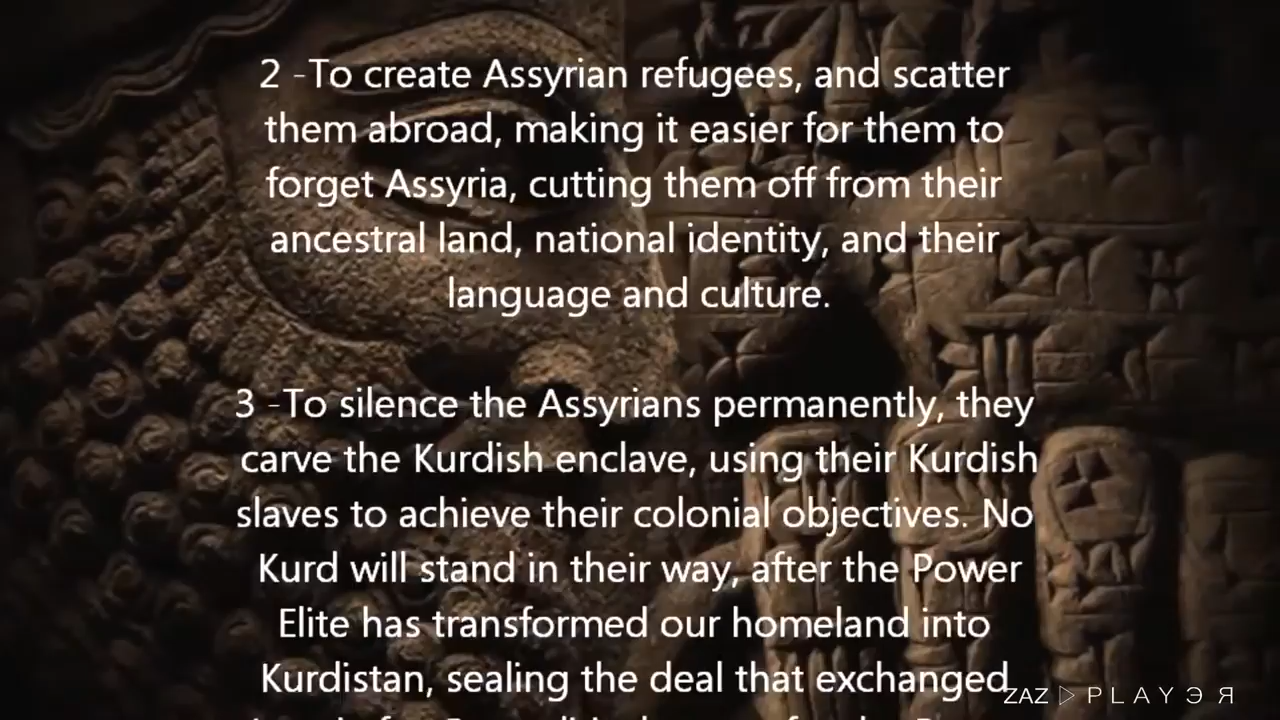 2 -To create Assyrian refugees, and scatter
them abroad, making it easier for them to
forget Assyria, cutting them off from their
ancestral land, national identity, and their
language and culture.
3 -To silence the Assyrians permanently, they
carve the Kurdish enclave, using their Kurdish
slaves to achieve their colonial objectives. No
Kurd will stand in their way, after the Power
Elite has transformed our homeland into
Kurdistan, sealing the deal that exchanged
ZAZ ▷ P L A Y Э Я